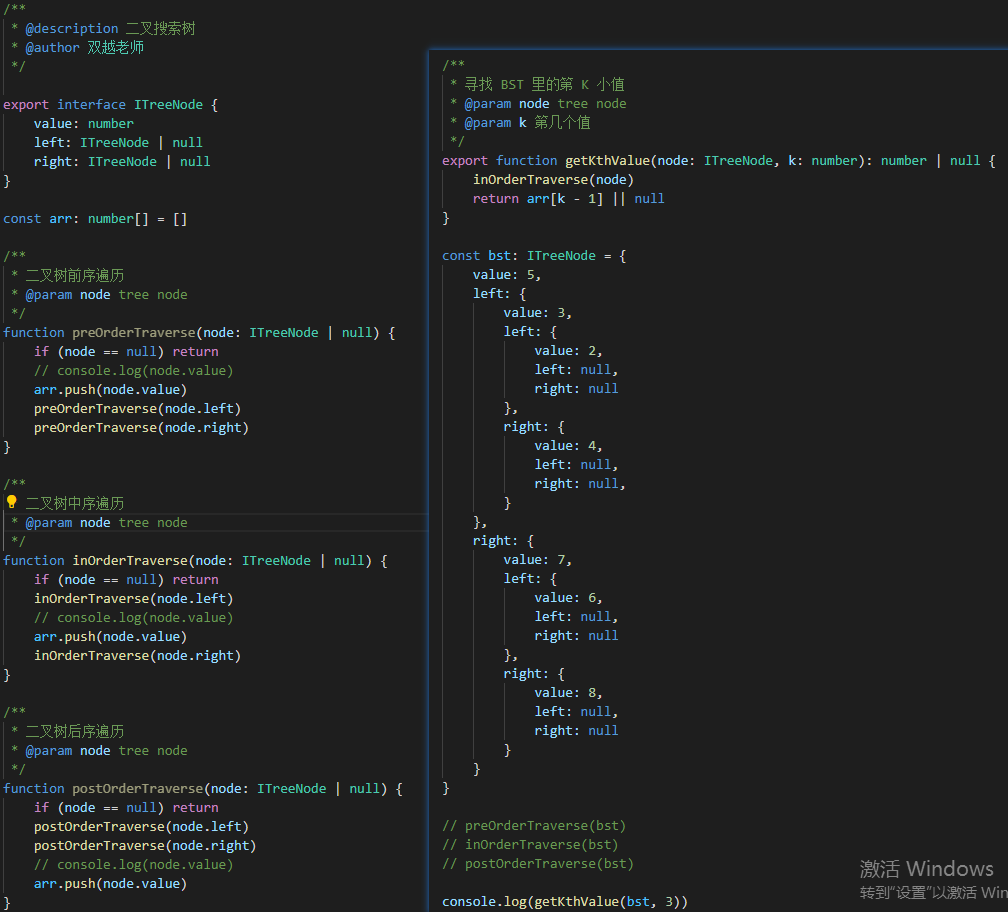 /**
 * @description 二叉搜索树
 * @author 双越老师
 */
export interface ITreeNode {
    value: number
    left: ITreeNode | null
    right: ITreeNode | null
}
const arr: number[] = []
/**
 * 二叉树前序遍历
 * @param node tree node
 */
function preOrderTraverse(node: ITreeNode | null) {
    if (node == null) return
    // console.log(node.value)
    arr.push(node.value)
    preOrderTraverse(node.left)
    preOrderTraverse(node.right)
}
/**
 二叉树中序遍历
 * @param node tree node
 */
function inOrderTraverse(node: ITreeNode | null) {
    if (node == null) return
    inOrderTraverse(node.left)
    // console.log(node.value)
    arr.push(node.value)
    inOrderTraverse(node.right)
}
/**
 * 二叉树后序遍历
 * @param node tree node
 */
function postOrderTraverse(node: ITreeNode | null) {
    if (node == null) return
    postOrderTraverse(node.left)
    postOrderTraverse(node.right)
    // console.log(node.value)
    arr.push(node.value)
}
/**
 * 寻找 BST 里的第 K 小值
 * @param node tree node
 * @param k 第几个值
 */
export function getKthValue(node: ITreeNode, k: number): number | null {
    inOrderTraverse(node)
    return arr[k - 1] || null
}
const bst: ITreeNode = {
    value: 5,
    left: {
        value: 3,
        left: {
            value: 2,
            left: null,
            right: null
        },
        right: {
            value: 4,
            left: null,
            right: null,
        }
    },
    right: {
        value: 7,
        left: {
            value: 6,
            left: null,
            right: null
        },
        right: {
            value: 8,
            left: null,
            right: null
        }
    }
}
// preOrderTraverse(bst)
// inOrderTraverse(bst)
// postOrderTraverse(bst)
console.log(getKthValue(bst, 3))
激活 Windows
转到“设置”以激活 Win